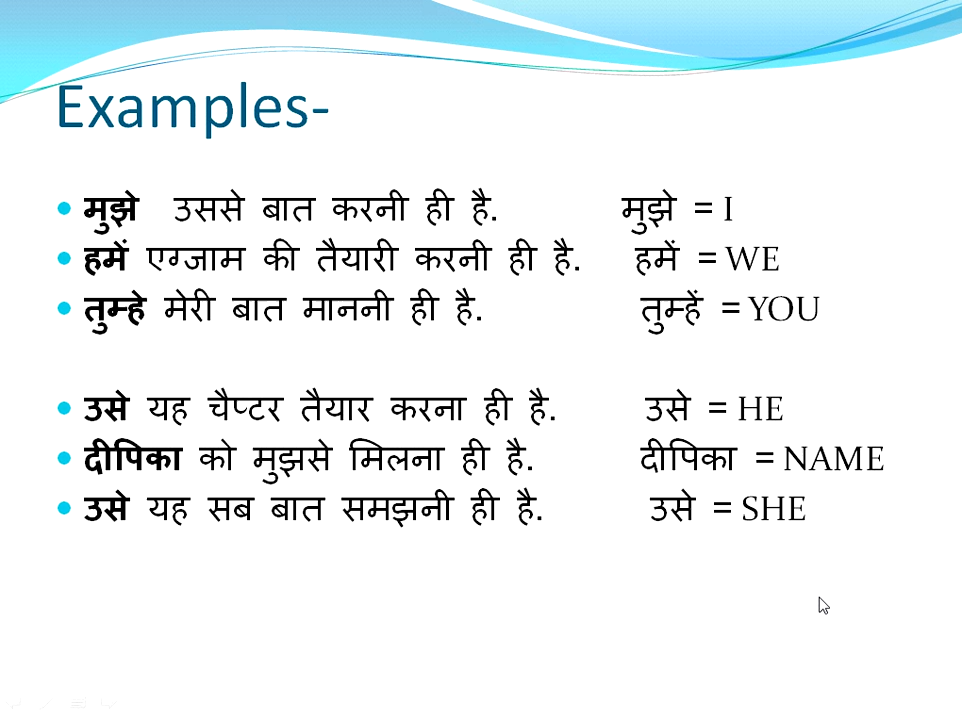 Examples-
• मुझे उससे बात करनी ही है. मुझे = I
• हमें एग्जाम की तैयारी करनी ही है. हमें = WE
• तुम्हे मेरी बात माननी ही है. तुम्हें = YOU
• उसे यह चैप्टर तैयार करना ही है. उसे = HE
• दीपिका को मुझसे मिलना ही है. दीपिका = NAME
• उसे यह सब बात समझनी ही है. उसे = SHE